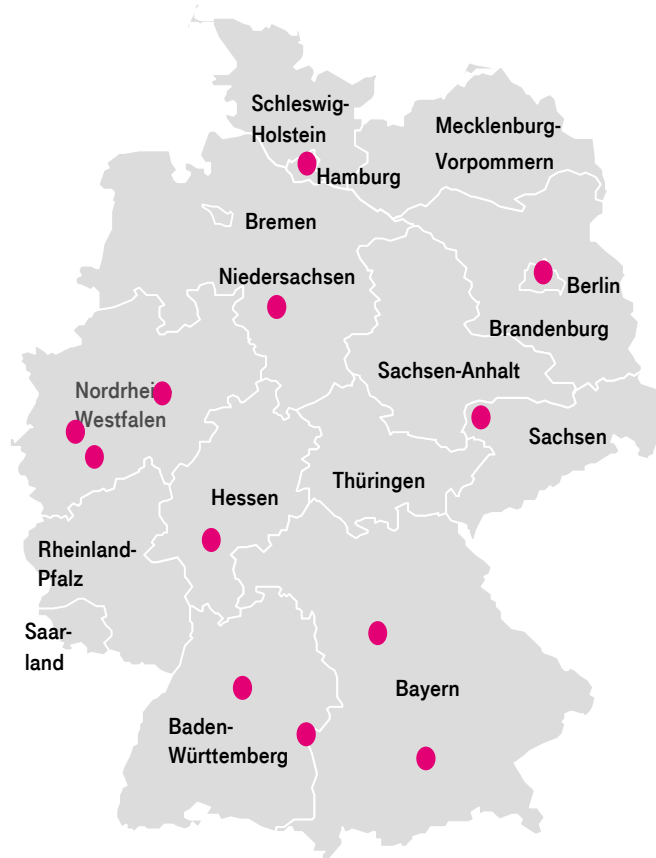 Schleswig-
Holstein
Mecklenburg-
Vorpommern
Hamburg
Bremen
Niedersachsen
Berlin
Brandenburg
Sachsen-Anhalt
Nordrhei
Westfalen
Sachsen
Thüringen
Hessen
Rheinland-
Pfalz
Saar-
land
Bayern
Baden-
Württemberg